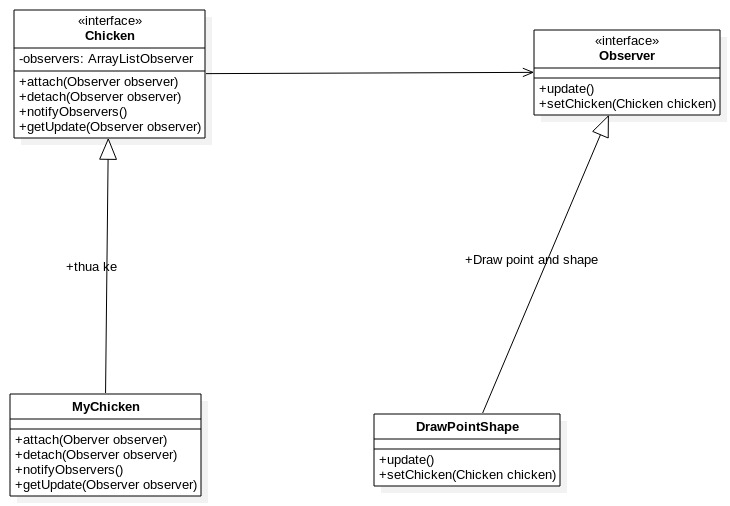 «interface»
Chicken
-observers: ArrayListObserver
+attach(Observer observer)
+detach(Observer observer)
+notifyObservers()
+getUpdate(Observer observer)
«interface»
Observer
+update()
+setChicken(Chicken chicken)
+thua ke
+Draw point and shape
MyChicken
+attach(Oberver observer)
+detach(Observer observer)
+notifyObservers()
+getUpdate(Observer observer)
DrawPointShape
+update()
+setChicken(Chicken chicken)